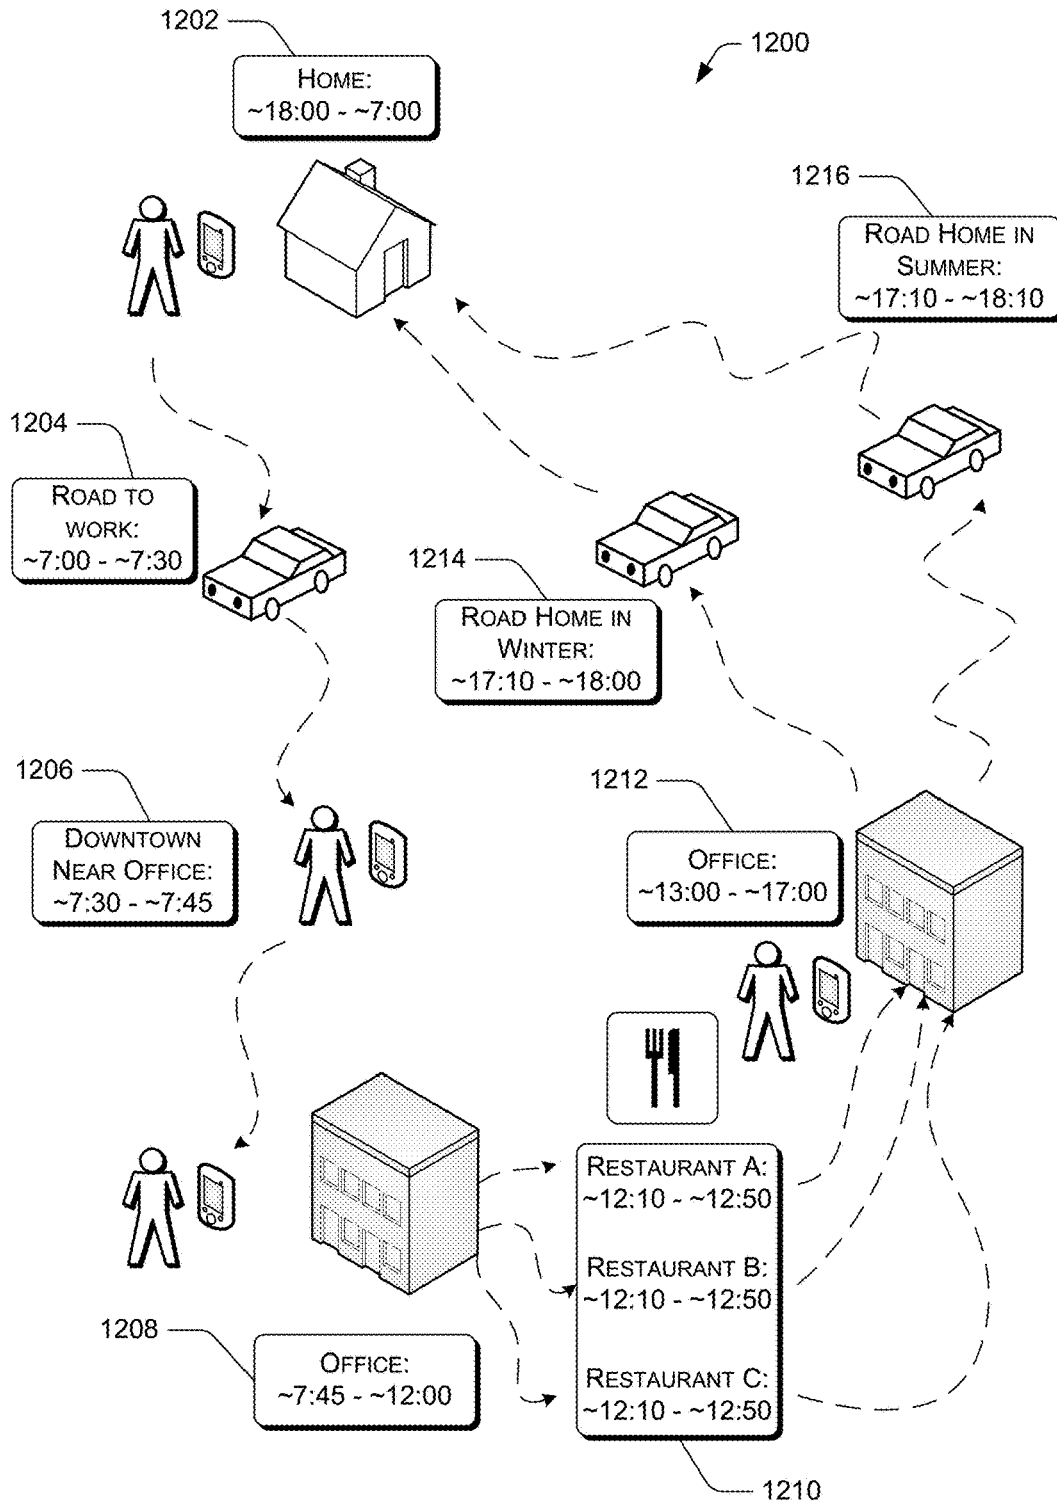 1202
1200
HOME:
~18:00 - ~7:00
1216
ROAD HOME IN
SUMMER:
~17:10 - ~18:10
1204
ROAD TO
WORK:
~7:00 - ~7:30
1214
ROAD HOME IN
WINTER:
~17:10 - ~18:00
1206
DOWNTOWN
NEAR OFFICE:
~7:30 - ~7:45
1212
OFFICE:
~13:00 - ~17:00
RESTAURANT A:
~12:10 - ~12:50
RESTAURANT B:
~12:10 - ~12:50
RESTAURANT C:
~12:10 - ~12:50
1208
OFFICE:
~7:45 - ~12:00
1210